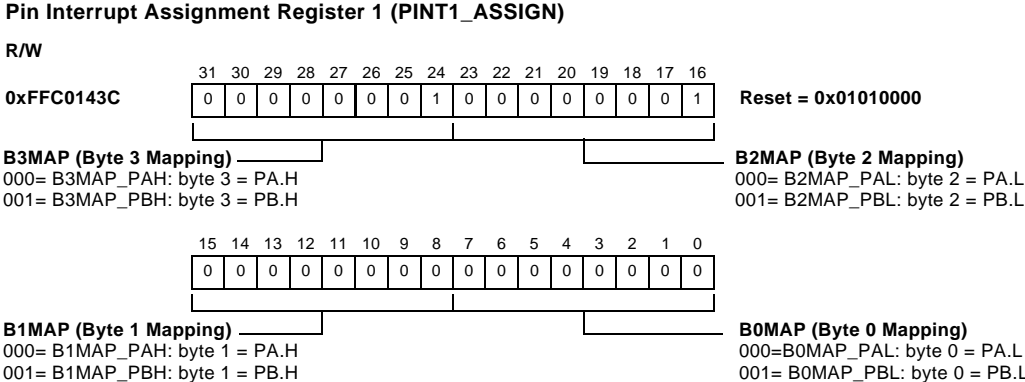 Pin Interrupt Assignment Register 1 (PINT1_ASSIGN)
R/W
31 30 29 28 27 26 25 24 23 22 21 20 19 18 17 16
0xFFC0143C 0 0 0 0 0 0 0 1 0 0 0 0 0 0 0 1 Reset = 0x01010000
B3MAP (Byte 3 Mapping) B2MAP (Byte 2 Mapping)
000= B3MAP_PAH: byte 3 = PA.H 000= B2MAP_PAL: byte 2 = PA.L
001= B3MAP_PBH: byte 3 = PB.H 001= B2MAP_PBL: byte 2 = PB.L
15 14 13 12 11 10 9 8 7 6 5 4 3 2 1 0
0 0 0 0 0 0 0 0 0 0 0 0 0 0 0 0
B1MAP (Byte 1 Mapping) B0MAP (Byte 0 Mapping)
000= B1MAP_PAH: byte 1 = PA.H 000=B0MAP_PAL: byte 0 = PA.L
001= B1MAP_PBH: byte 1 = PB.H 001= B0MAP_PBL: byte 0 = PB.L